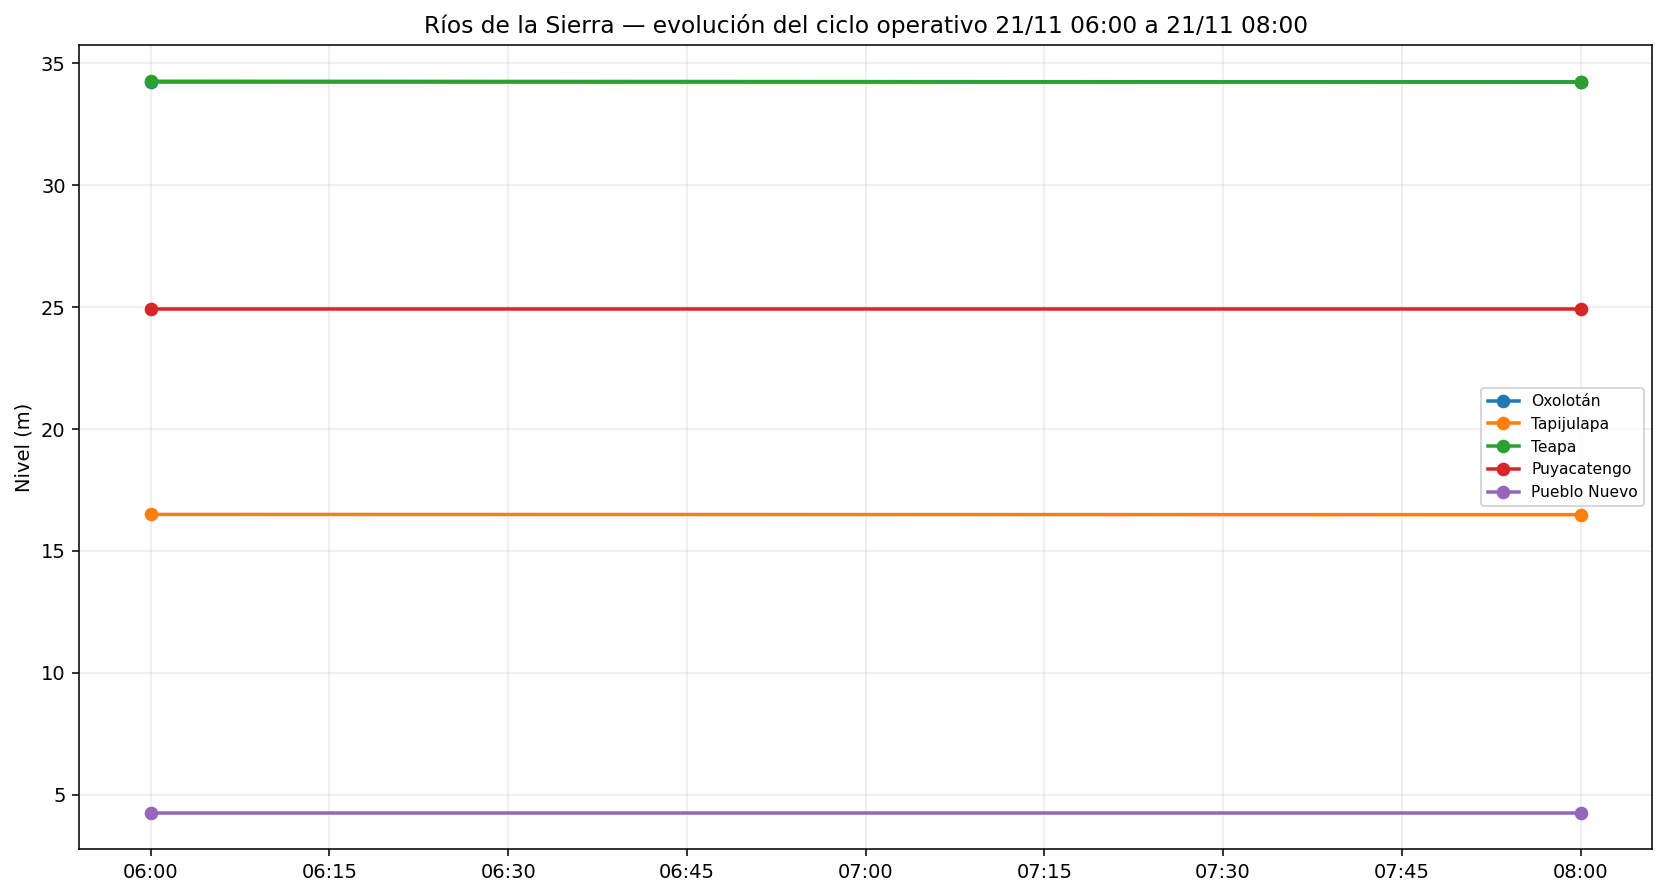 Ríos de la Sierra — evolución del ciclo operativo 21/11 06:00 a 21/11 08:00
Nivel (m)
35
30
25
20
15
10
5
Oxolotán
Tapijulapa
Teapa
Puyacatengo
Pueblo Nuevo
06:00 06:15 06:30 06:45 07:00 07:15 07:30 07:45 08:00